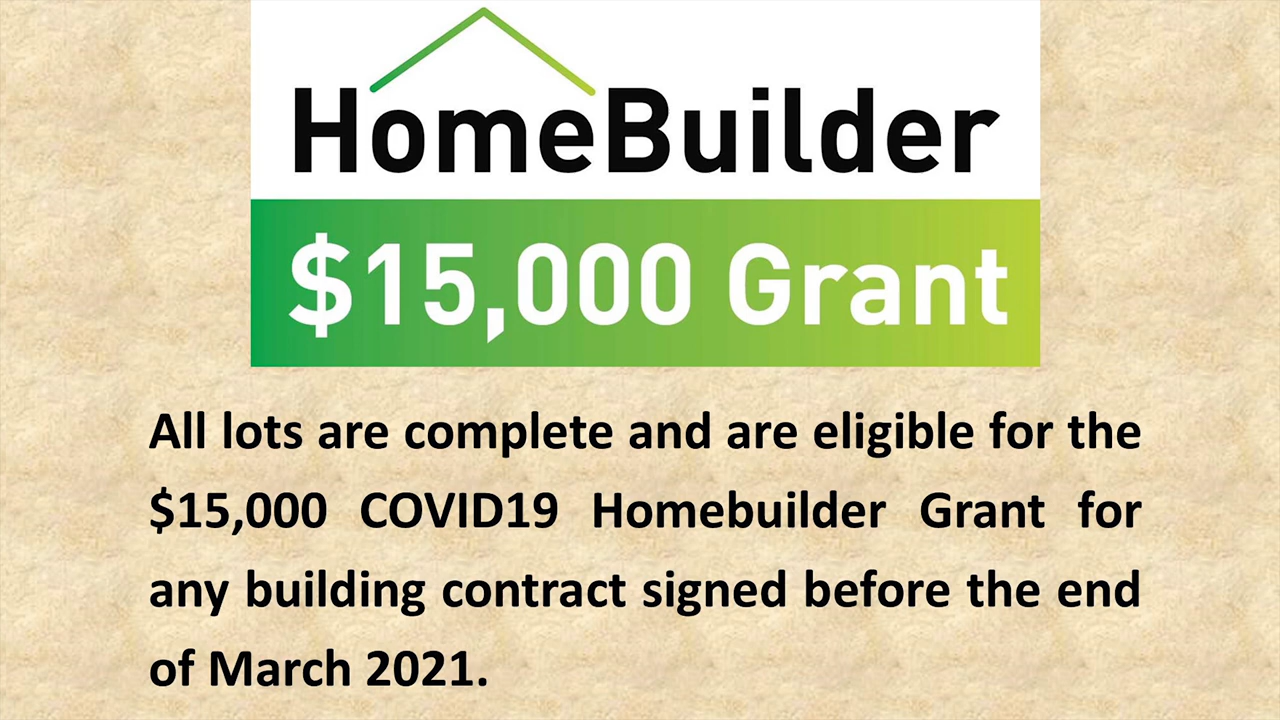 HomeBuilder
$15,000 Grant
All lots are complete and are eligible for the
$15,000 COVID19 Homebuilder Grant for
any building contract signed before the end
of March 2021.